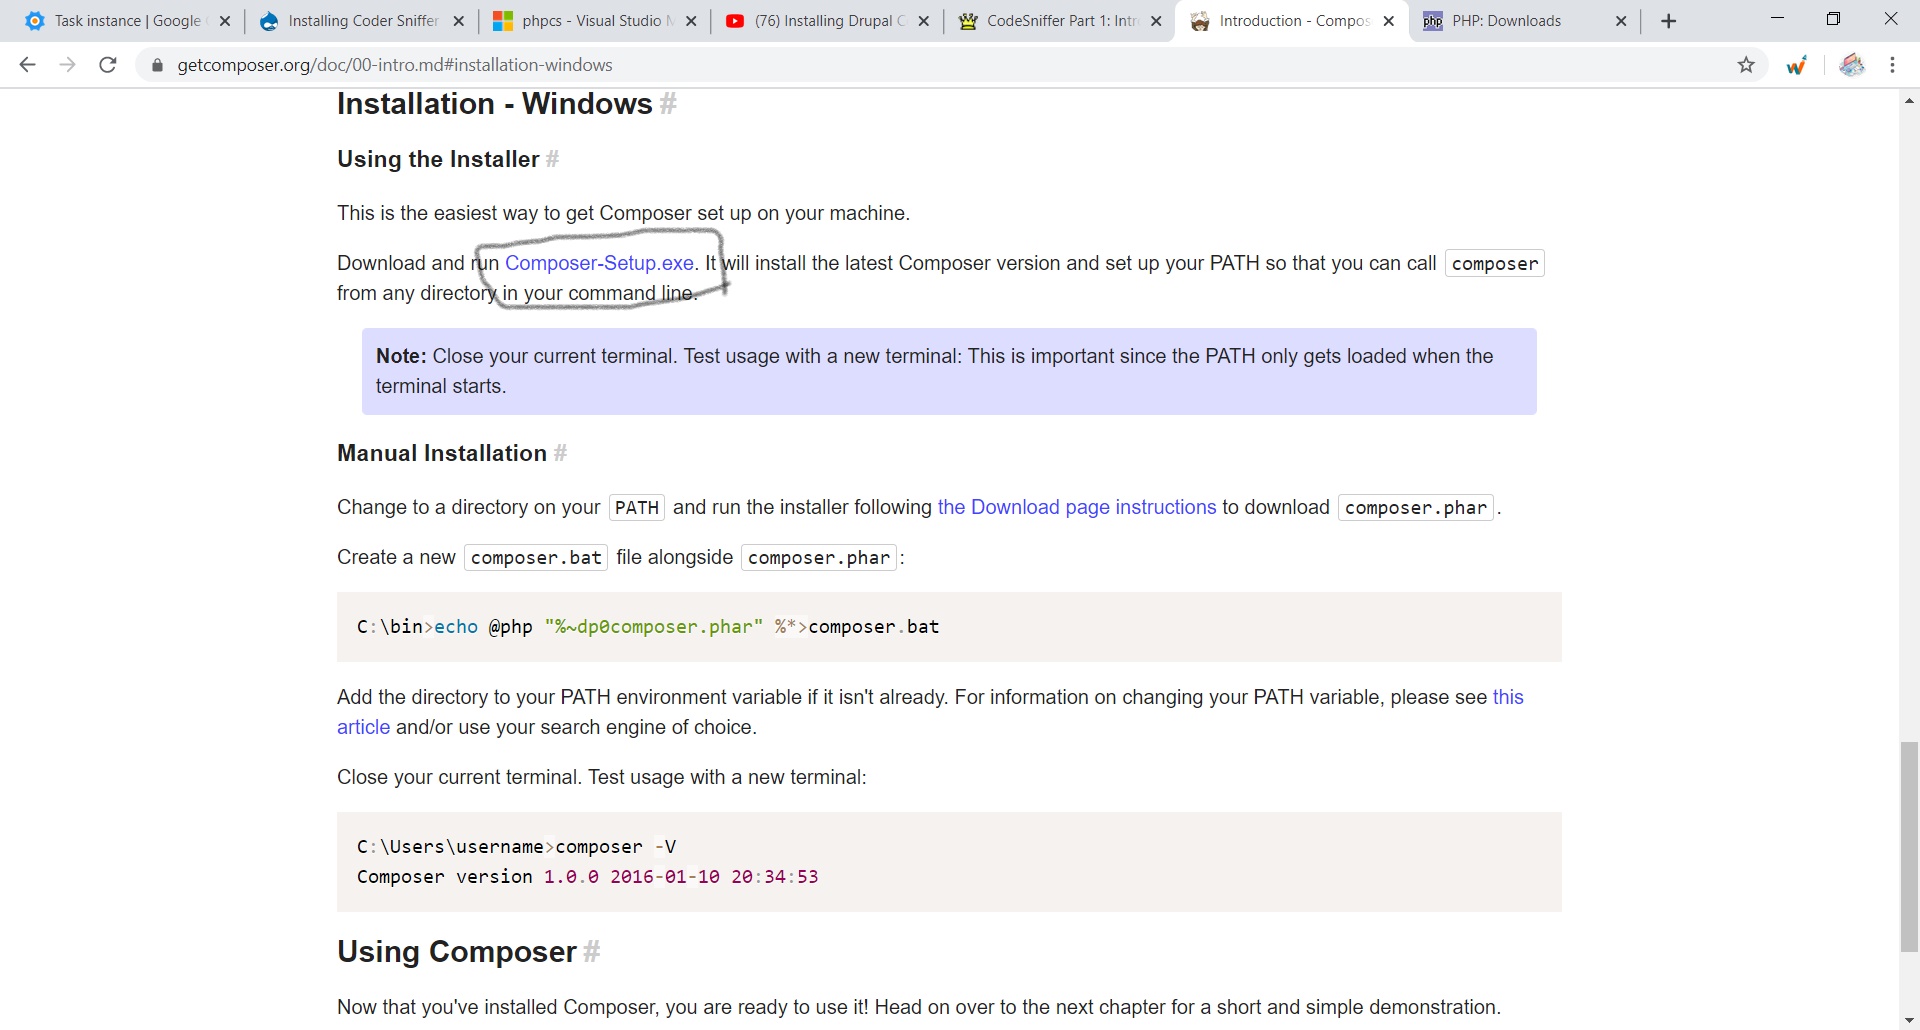 Task instance | Google
Installing Coder Sniffer
phpcs - Visual Studio
(76) Installing Drupal
CodeSniffer Part 1:
Introduction - Compos
PHP: Downloads
getcomposer.org/doc/00-intro.md#installation-windows
Installation - Windows #
Using the Installer #
This is the easiest way to get Composer set up on your machine.
Download and run Composer-Setup.exe. It will install the latest Composer version and set up your PATH so that you can call composer
from any directory in your command line.
Note: Close your current terminal. Test usage with a new terminal: This is important since the PATH only gets loaded when the
terminal starts.
Manual Installation #
Change to a directory on your PATH and run the installer following the Download page instructions to download composer.phar.
Create a new composer.bat file alongside composer.phar:
C:\bin>echo @php "%~dp0composer.phar" %*>composer.bat
Add the directory to your PATH environment variable if it isn't already. For information on changing your PATH variable, please see this
article and/or use your search engine of choice.
Close your current terminal. Test usage with a new terminal:
C:\Users\username>composer -V
Composer version 1.0.0 2016-01-10 20:34:53
Using Composer #
Now that you've installed Composer, you are ready to use it! Head on over to the next chapter for a short and simple demonstration.